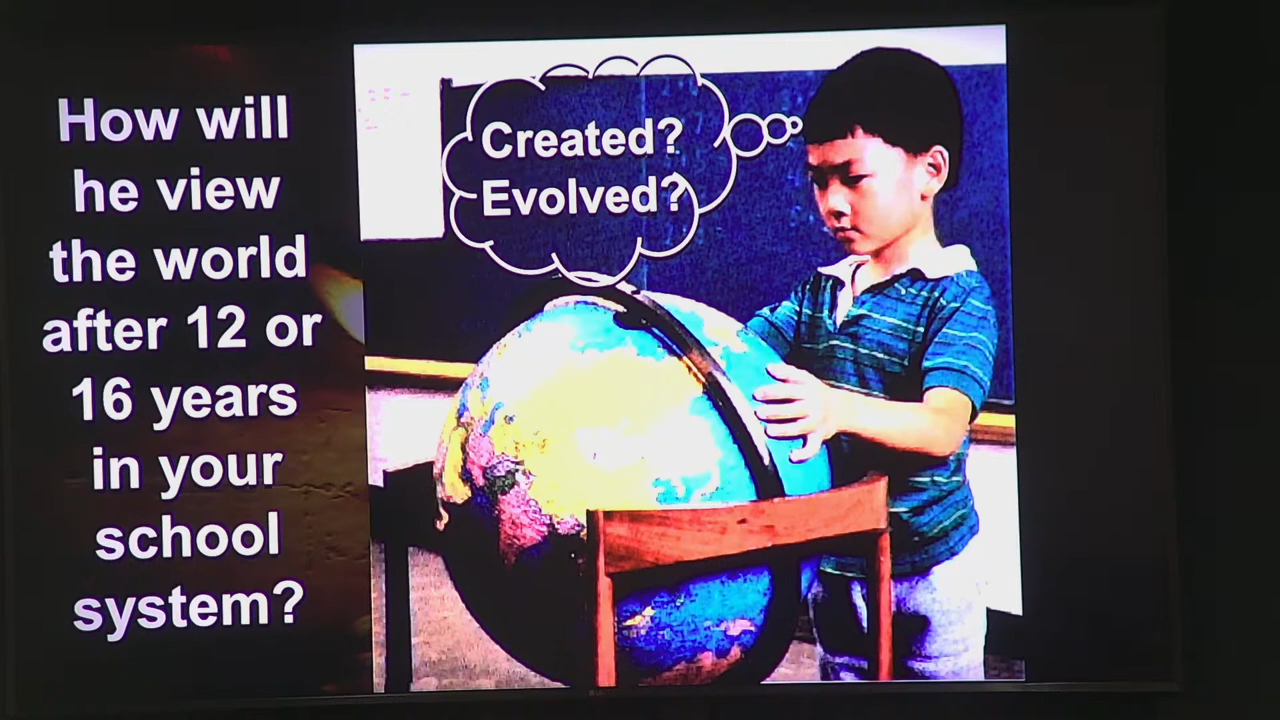 How will
he view
the world
after 12 or
16 years
in your
school
system?
Created?
Evolved?